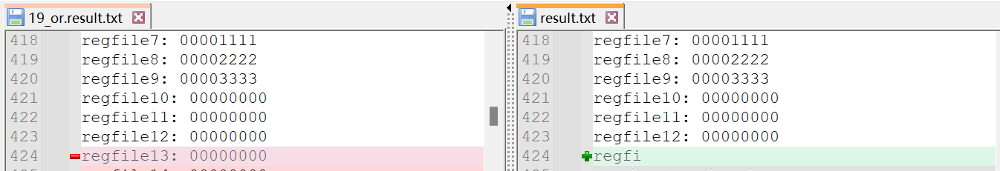 19_or.result.txt
418 regfile7: 00001111
419 regfile8: 00002222
420 regfile9: 00003333
421 regfile10: 00000000
422 regfile11: 00000000
423 regfile12: 00000000
424 regfile13: 00000000
result.txt
418 regfile7: 00001111
419 regfile8: 00002222
420 regfile9: 00003333
421 regfile10: 00000000
422 regfile11: 00000000
423 regfile12: 00000000
424 regfi